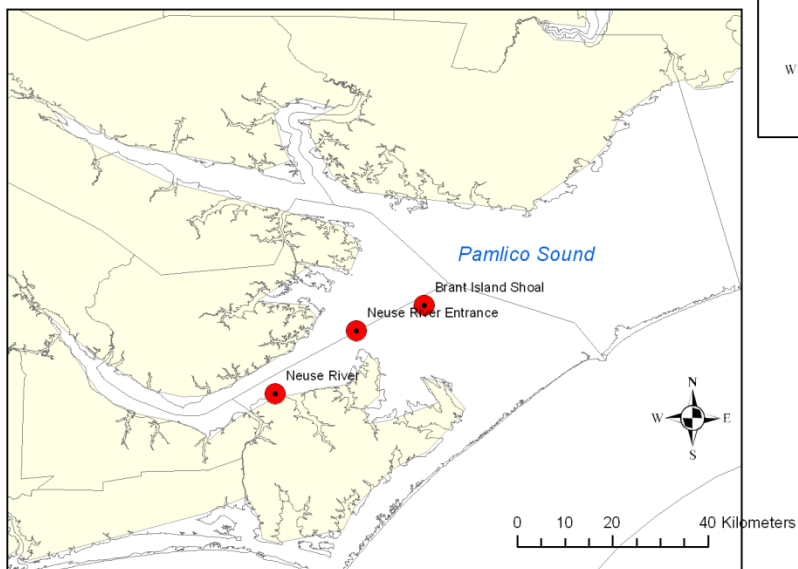 W
Pamlico Sound
Brant Island Shoal
Neuse River Entrance
Neuse River
N
W E
S
0 10 20 40 Kilometers